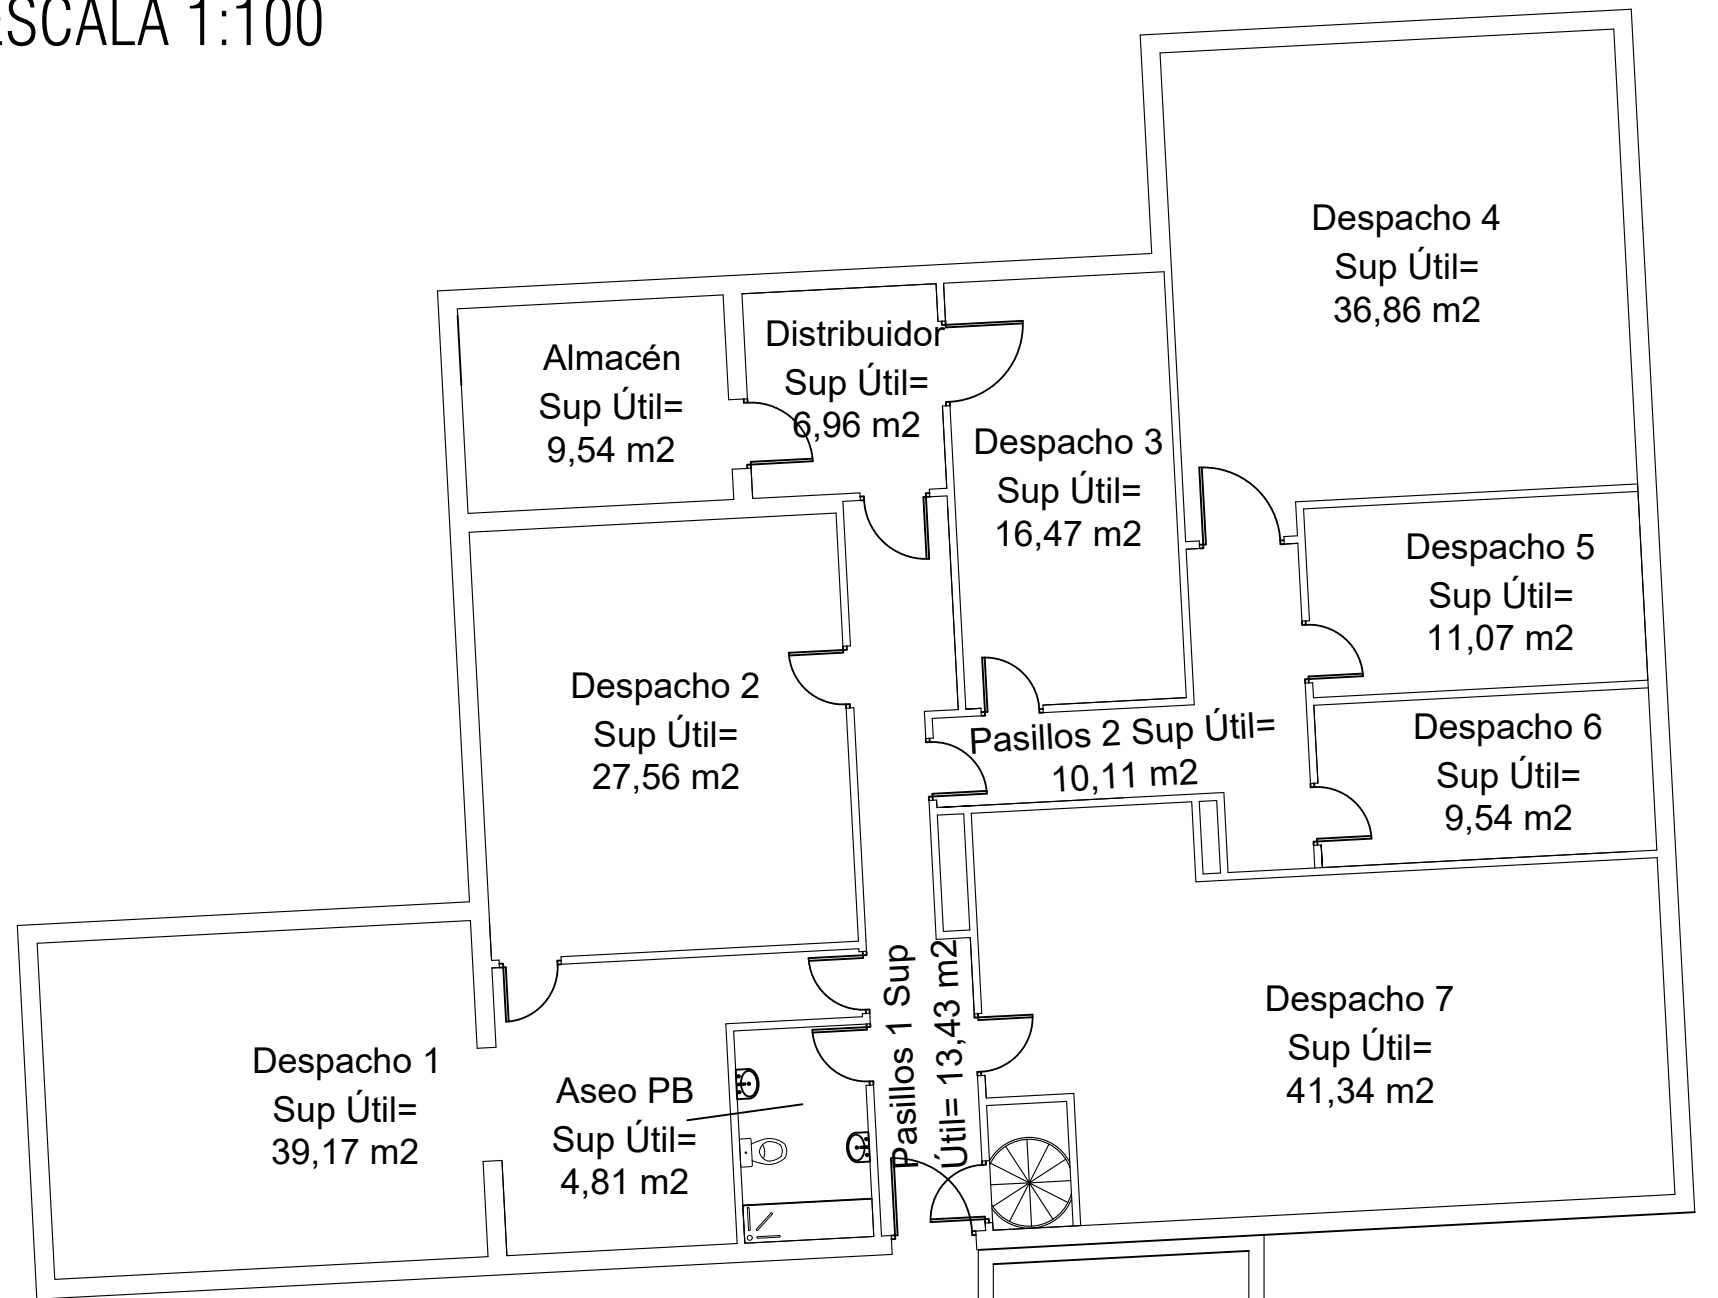 ESCALA 1:100
Despacho 4
Sup Útil=
36,86 m2
Distribuidor
Sup Útil=
6,96 m2
Almacén
Sup Útil=
9,54 m2
Despacho 3
Sup Útil=
16,47 m2
Despacho 5
Sup Útil=
11,07 m2
Despacho 2
Sup Útil=
27,56 m2
Pasillos 2 Sup Útil=
10,11 m2
Despacho 6
Sup Útil=
9,54 m2
Pasillos 1 Sup
Útil= 13,43 m2
Despacho 7
Sup Útil=
41,34 m2
Despacho 1
Sup Útil=
39,17 m2
Aseo PB
Sup Útil=
4,81 m2